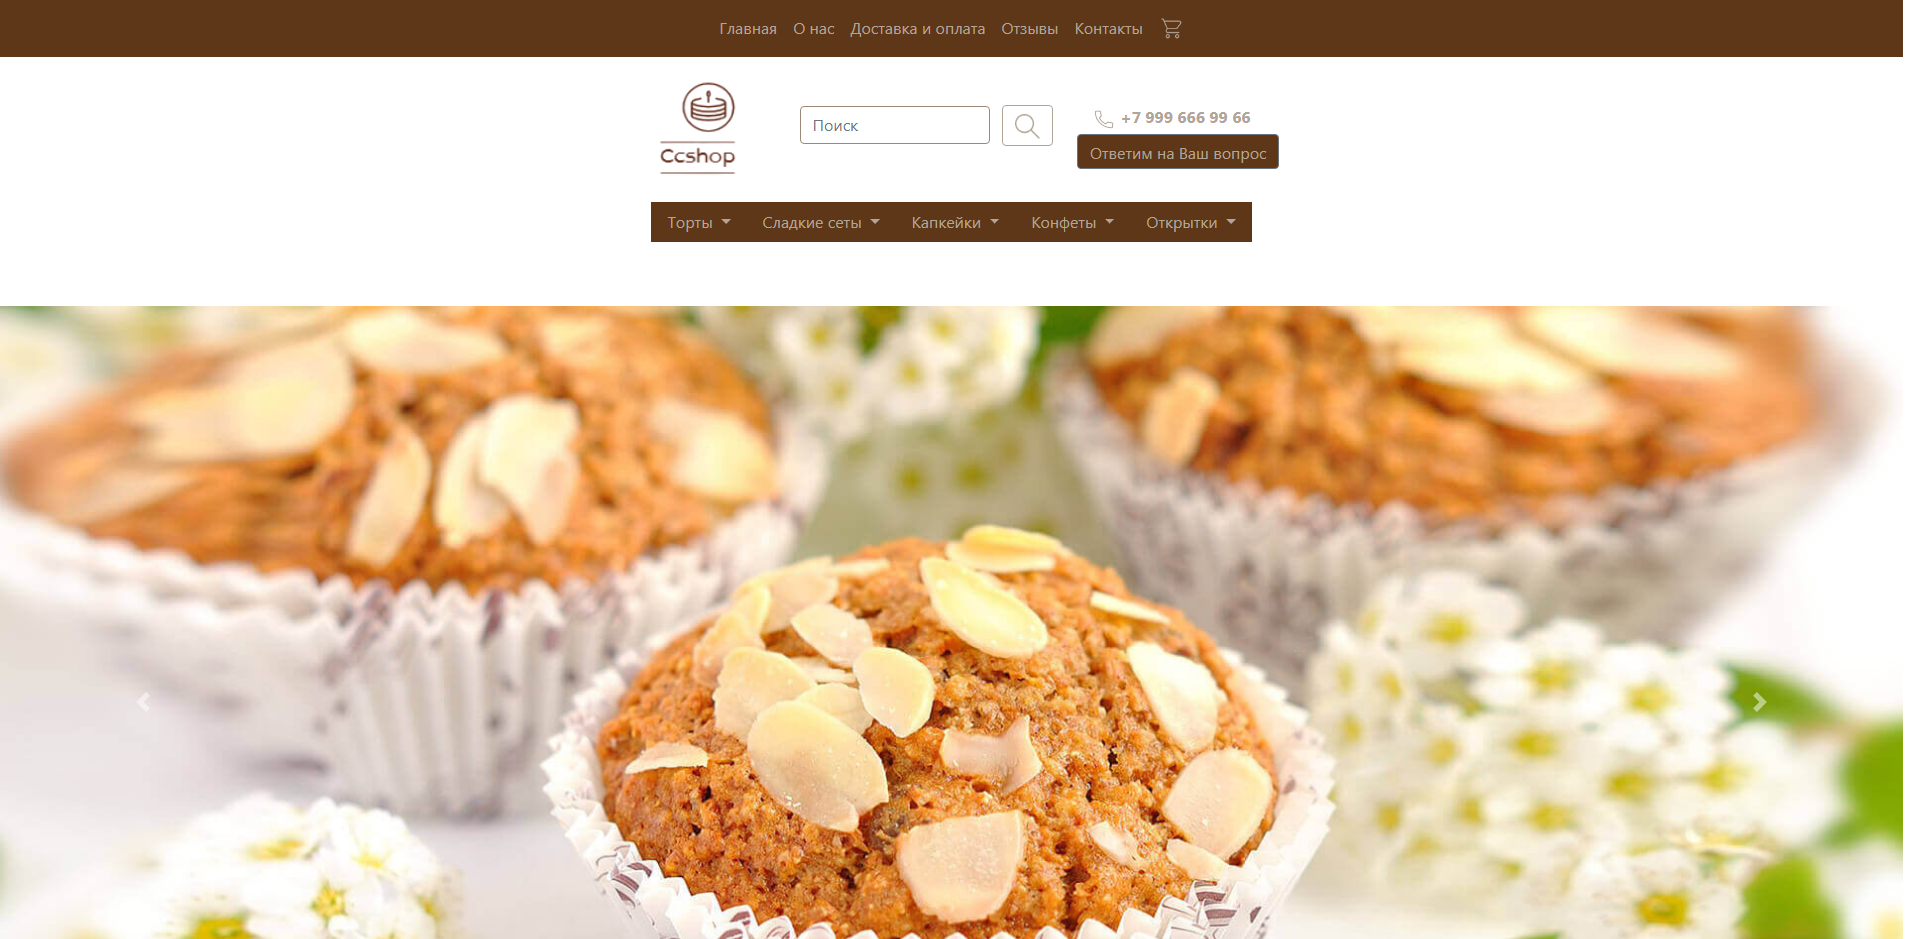 Главная О нас Доставка и оплата Отзывы Контакты
Ccshop
Поиск
+7 999 666 99 66
Ответим на Ваш вопрос
Торты Сладкие сеты Капкейки Конфеты Открытки